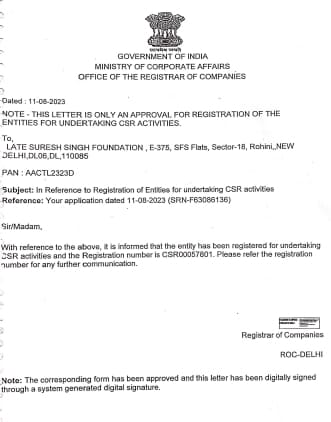 GOVERNMENT OF INDIA
MINISTRY OF CORPORATE AFFAIRS
OFFICE OF THE REGISTRAR OF COMPANIES
Dated : 11-08-2023
NOTE - THIS LETTER IS ONLY AN APPROVAL FOR REGISTRATION OF THE
ENTITIES FOR UNDERTAKING CSR ACTIVITIES.
To,
LATE SURESH SINGH FOUNDATION , E-375, SFS Flats, Sector-18, Rohini,,NEW
DELHI,DL06,DL,110085
PAN : AACTL2323D
Subject: In Reference to Registration of Entities for undertaking CSR activities
Reference: Your application dated 11-08-2023 (SRN-F63086136)
Sir/Madam,
With reference to the above, it is informed that the entity has been registered for undertaking
CSR activities and the Registration number is CSR00057801. Please refer the registration
number for any further communication.
Registrar of Companies
ROC-DELHI
Note: The corresponding form has been approved and this letter has been digitally signed
through a system generated digital signature.